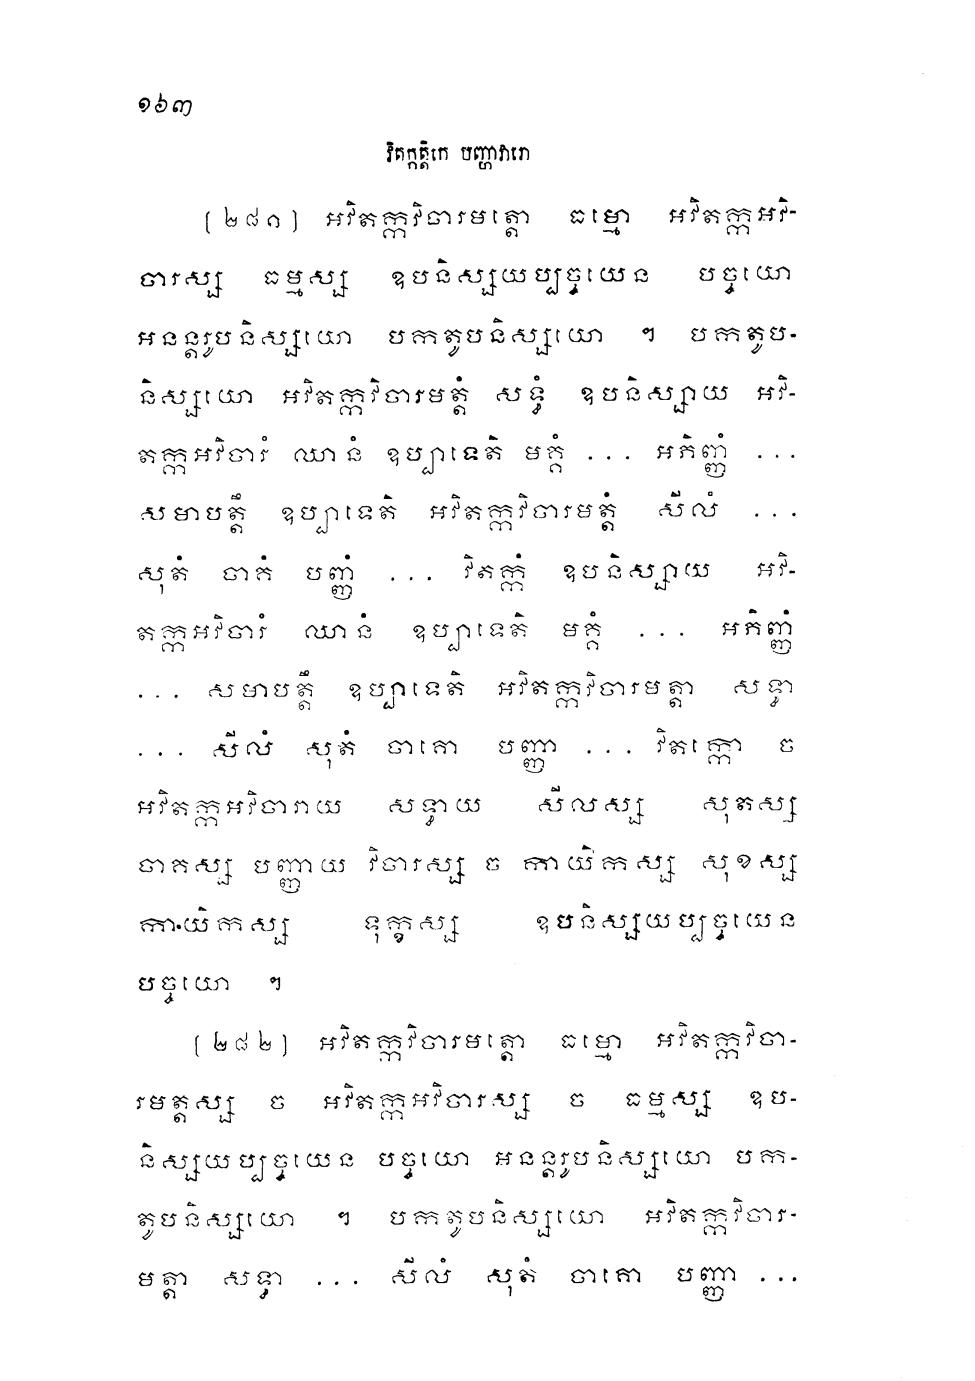 ១៦៣
វិតក្កត្តិកេ បញ្ហាវារោ
[២៨១] អវិតក្កវិចារមត្តោ ធម្មោ អវិតក្កអវិ-
ចារស្ស ធម្មស្ស ឧបនិស្សយប្បច្ចយេន បច្ចយោ
អនន្តរូបនិស្សយោ បកតូបនិស្សយោ ។ បកតូប-
និស្សយោ អវិតក្កវិចារមត្តំ សទ្ធំ ឧបនិស្សាយ អវិ-
តក្កអវិចារំ ឈានំ ឧប្បាទេតិ មគ្គំ ... អភិញ្ញំ ...
សមាបត្តឹ ឧប្បាទេតិ អវិតក្កវិចារមត្តំ សីលំ ...
សុតំ ចាគំ បញ្ញំ ... វិតក្កំ ឧបនិស្សាយ អវិ-
តក្កអវិចារំ ឈានំ ឧប្បាទេតិ មគ្គំ ... អភិញ្ញំ
... សមាបត្តឹ ឧប្បាទេតិ អវិតក្កវិចារមត្តា សទ្ធា
... សីលំ សុតំ ចាគោ បញ្ញា ... វិតក្កោ ច
អវិតក្កអវិចារាយ សទ្ធាយ សីលស្ស សុតស្ស
ចាគស្ស បញ្ញាយ វិចារស្ស ច កាយិកស្ស សុខស្ស
កាយិកស្ស ទុក្ខស្ស ឧបនិស្សយប្បច្ចយេន
បច្ចយោ ។
[២៨២] អវិតក្កវិចារមត្តោ ធម្មោ អវិតក្កវិចា-
រមត្តស្ស ច អវិតក្កអវិចារស្ស ច ធម្មស្ស ឧប-
និស្សយប្បច្ចយេន បច្ចយោ អនន្តរូបនិស្សយោ បក-
តូបនិស្សយោ ។ បកតូបនិស្សយោ អវិតក្កវិចារ-
មត្តា សទ្ធា ... សីលំ សុតំ ចាគោ បញ្ញា ...